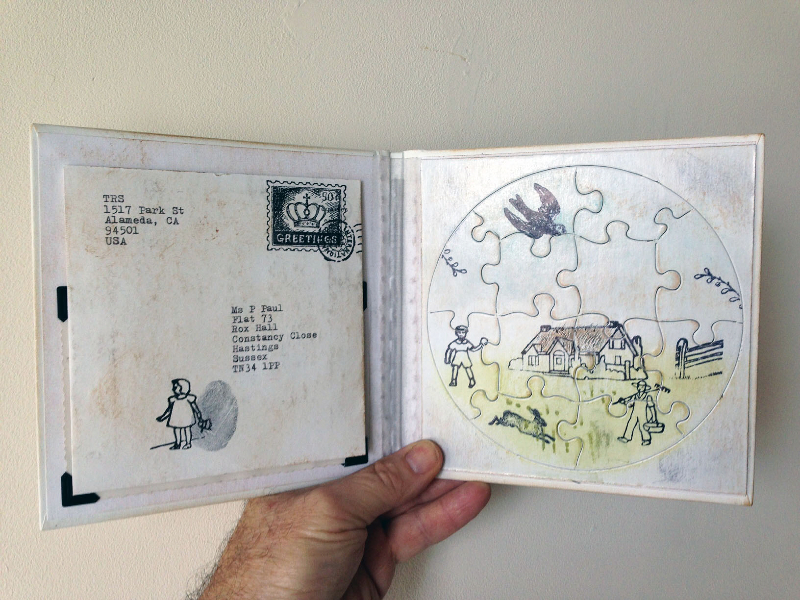 TRS
1517 Park St
Alameda, CA
94501
USA
50
GREETINGS
Ms P Paul
Flat 73
Rox Hall
Constancy Close
Hastings
Sussex
TN34 1PP